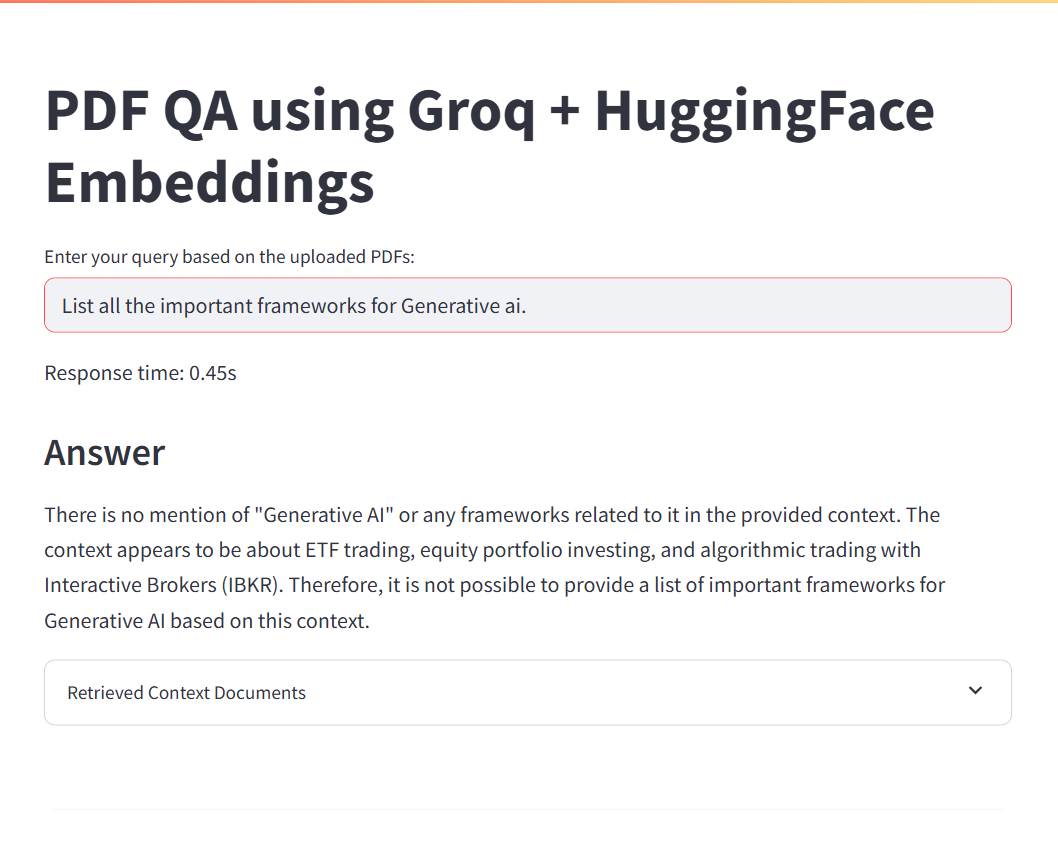 PDF QA using Groq + HuggingFace
Embeddings
Enter your query based on the uploaded PDFs:
List all the important frameworks for Generative ai.
Response time: 0.45s
Answer
There is no mention of "Generative AI" or any frameworks related to it in the provided context. The
context appears to be about ETF trading, equity portfolio investing, and algorithmic trading with
Interactive Brokers (IBKR). Therefore, it is not possible to provide a list of important frameworks for
Generative AI based on this context.
Retrieved Context Documents